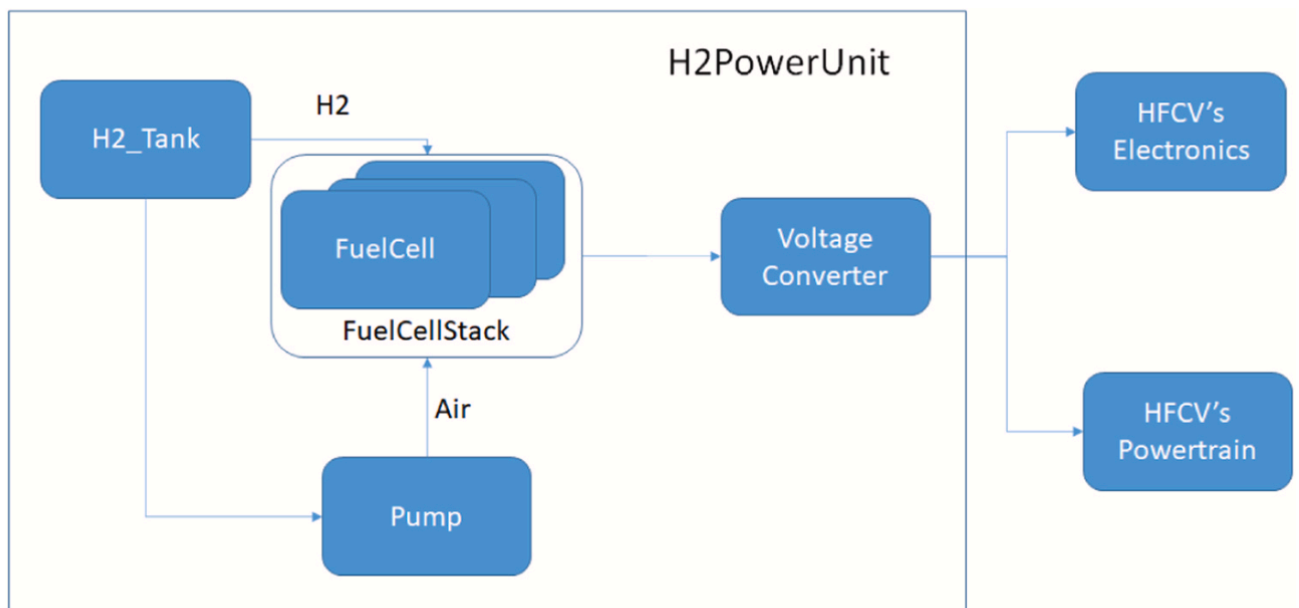 H2PowerUnit
H2_Tank
H2
FuelCell
FuelCellStack
Air
Pump
Voltage
Converter
HFCV's
Electronics
HFCV's
Powertrain